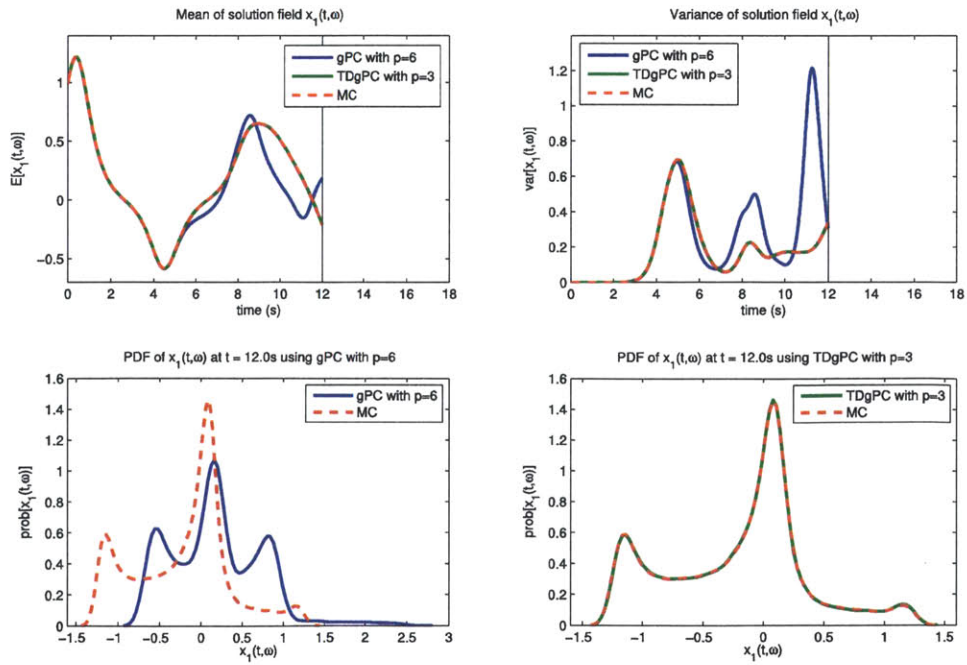 Mean of solution field x₁(t,ω)
gPC with p=6
TDgPC with p=3
MC
E[x₁(t,ω)]
1
0.5
0
−0.5
0 2 4 6 8 10 12 14 16 18
time (s)
Variance of solution field x₁(t,ω)
gPC with p=6
TDgPC with p=3
MC
var[x₁(t,ω)]
1.4
1.2
1
0.8
0.6
0.4
0.2
0
0 2 4 6 8 10 12 14 16 18
time (s)
PDF of x₁(t,ω) at t = 12.0s using gPC with p=6
gPC with p=6
MC
prob[x₁(t,ω)]
1.6
1.4
1.2
1
0.8
0.6
0.4
0.2
0
−1.5 −1 −0.5 0 0.5 1 1.5 2 2.5 3
x₁(t,ω)
PDF of x₁(t,ω) at t = 12.0s using TDgPC with p=3
TDgPC with p=3
MC
prob[x₁(t,ω)]
1.6
1.4
1.2
1
0.8
0.6
0.4
0.2
0
−1.5 −1 −0.5 0 0.5 1 1.5
x₁(t,ω)